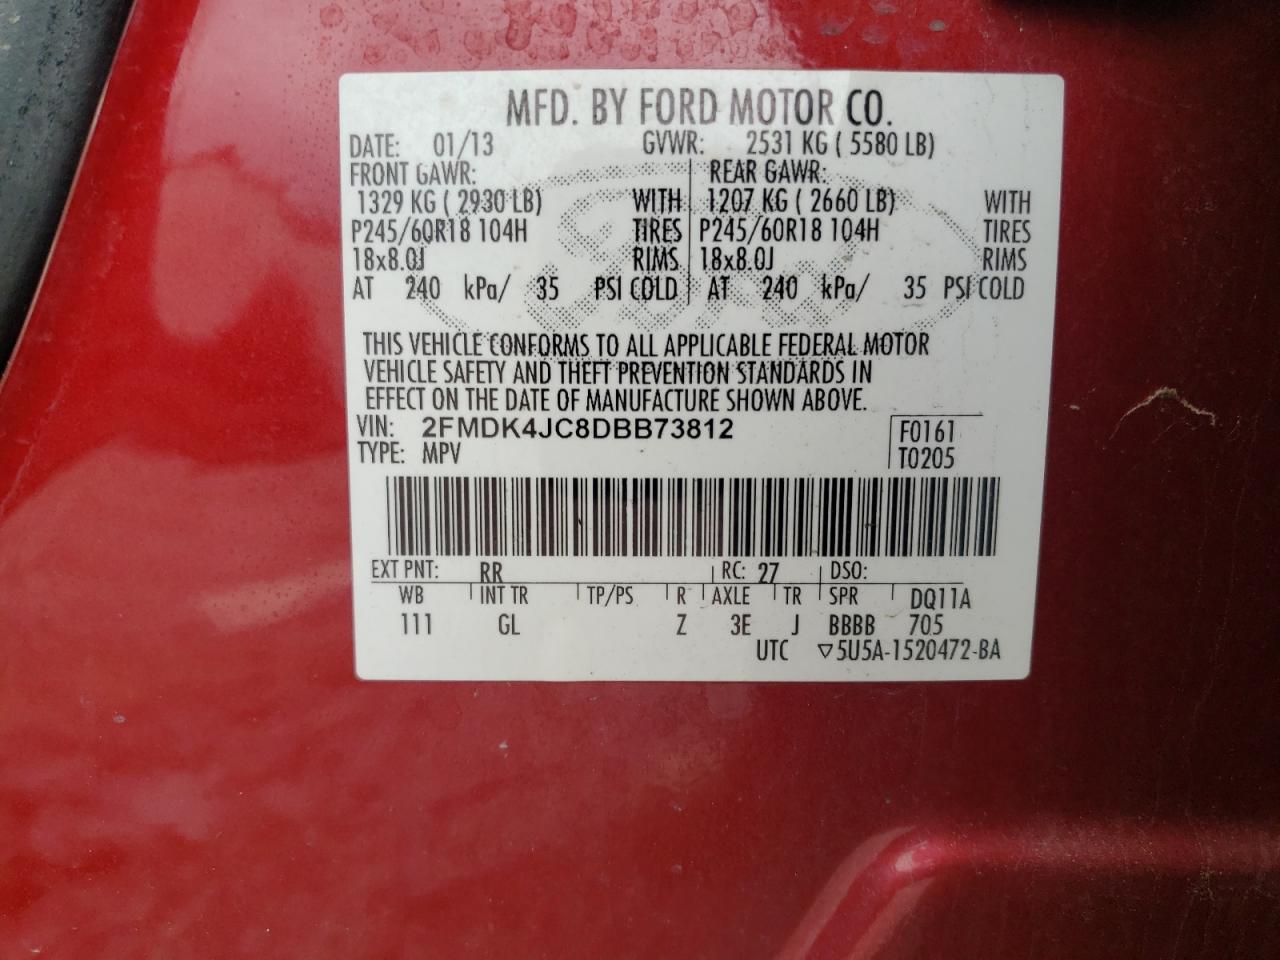 MFD. BY FORD MOTOR CO.
DATE: 01/13 GVWR: 2531 KG ( 5580 LB)
FRONT GAWR: REAR GAWR:
1329 KG ( 2930 LB) WITH 1207 KG ( 2660 LB) WITH
P245/60R18 104H TIRES P245/60R18 104H TIRES
18x8.0J RIMS 18x8.0J RIMS
AT 240 kPa/ 35 PSI COLD AT 240 kPa/ 35 PSI COLD
THIS VEHICLE CONFORMS TO ALL APPLICABLE FEDERAL MOTOR
VEHICLE SAFETY AND THEFT PREVENTION STANDARDS IN
EFFECT ON THE DATE OF MANUFACTURE SHOWN ABOVE.
VIN: 2FMDK4JC8DBB73812 F0161
TYPE: MPV T0205
EXT PNT: RR RC: 27 DSO:
WB INT TR TP/PS R AXLE TR SPR DQ11A
111 GL Z 3E J BBBB 705
UTC ▽5U5A-1520472-BA